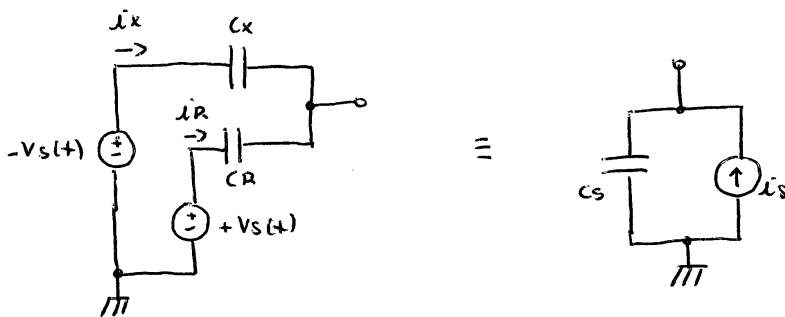 ix
Cx
iR
CR
-Vs(t)
+Vs(t)
≡
Cs
is